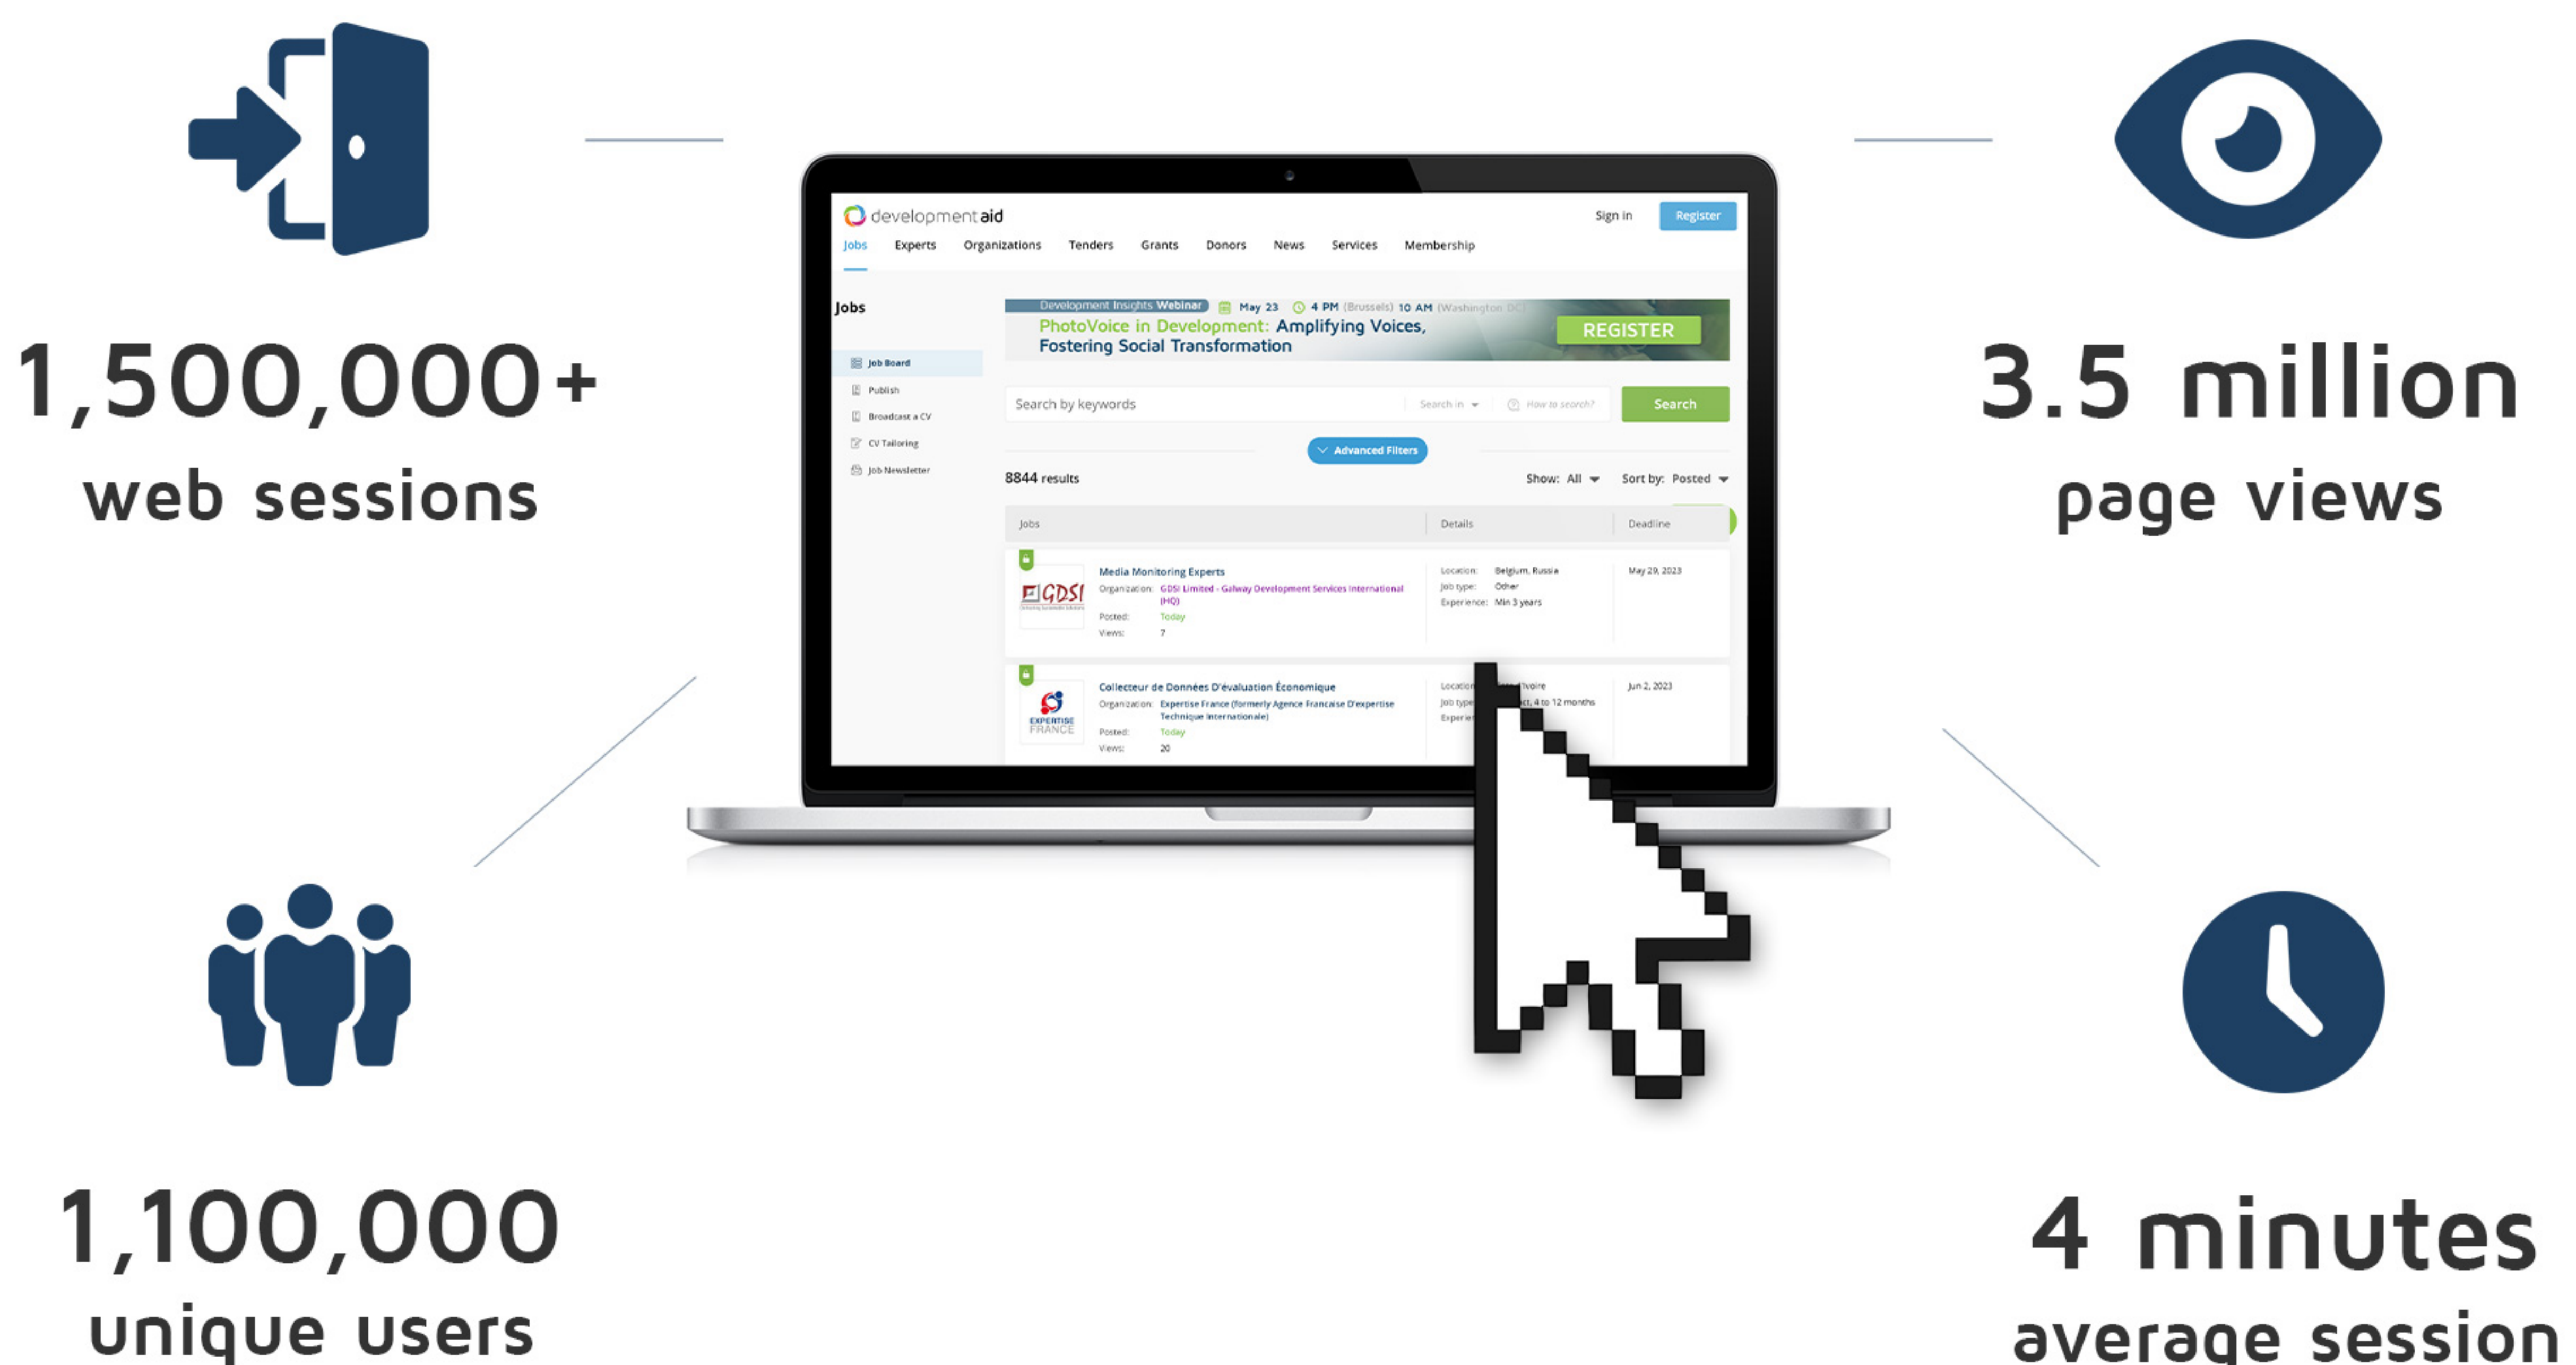 1,500,000+
web sessions
3.5 million
page views
1,100,000
unique users
4 minutes
average session
development aid
Sign in
Register
Jobs Experts Organizations Tenders Grants Donors News Services Membership
Jobs
Job Board
Publish
Broadcast a CV
CV Tailoring
Job Newsletter
Development Insights Webinar May 23 4 PM (Brussels) 10 AM (Washington DC)
PhotoVoice in Development: Amplifying Voices,
Fostering Social Transformation
REGISTER
Search by keywords Search in How to search? Search
Advanced Filters
8844 results Show: All Sort by: Posted
Jobs Details Deadline
GDSI
Media Monitoring Experts
Organization: GDSI Limited - Galway Development Services International
(HQ)
Posted: Today
Views: 7
Location: Belgium, Russia
Job type: Other
Experience: Min 3 years
May 29, 2023
EXPERTISE
FRANCE
Collecteur de Données D'évaluation Économique
Organization: Expertise France (formerly Agence Francaise D'expertise
Technique Internationale)
Posted: Today
Views: 20
4 to 12 months
Jun 2, 2023